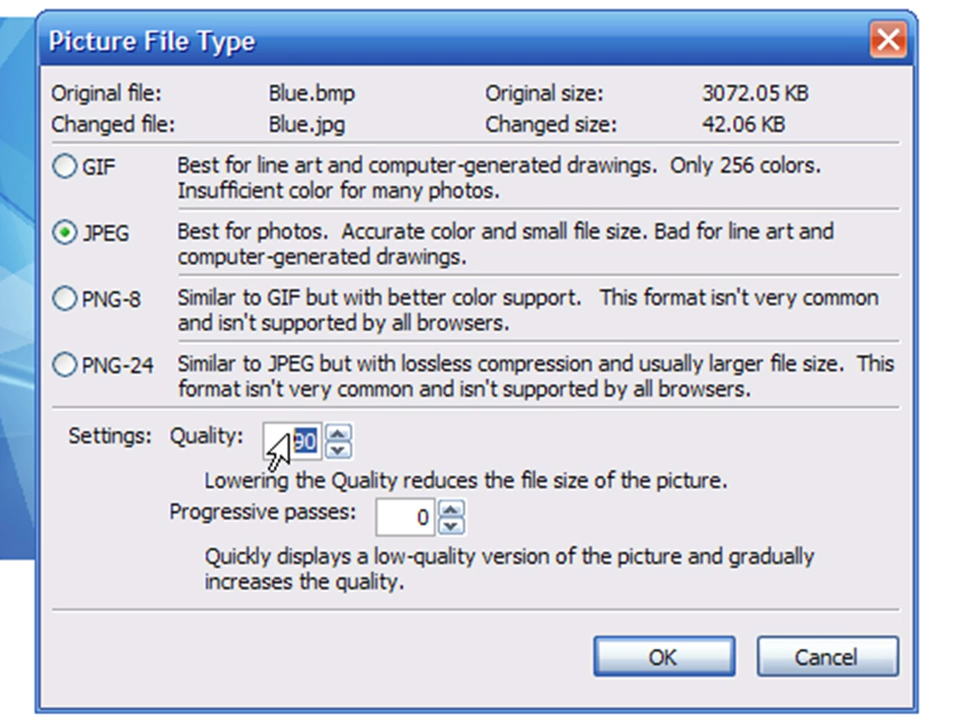 Picture File Type
Original file: Blue.bmp Original size: 3072.05 KB
Changed file: Blue.jpg Changed size: 42.06 KB
GIF Best for line art and computer-generated drawings. Only 256 colors.
Insufficient color for many photos.
JPEG Best for photos. Accurate color and small file size. Bad for line art and
computer-generated drawings.
PNG-8 Similar to GIF but with better color support. This format isn't very common
and isn't supported by all browsers.
PNG-24 Similar to JPEG but with lossless compression and usually larger file size. This
format isn't very common and isn't supported by all browsers.
Settings: Quality: 90
Lowering the Quality reduces the file size of the picture.
Progressive passes: 0
Quickly displays a low-quality version of the picture and gradually
increases the quality.
OK Cancel